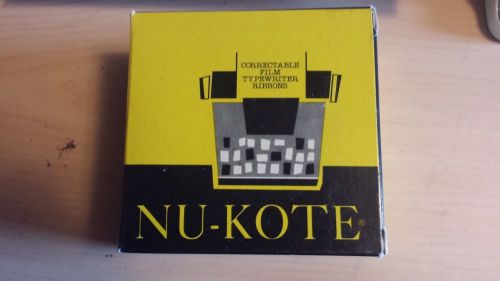 CORRECTABLE
FILM
TYPEWRITER
RIBBONS
NU-KOTE®